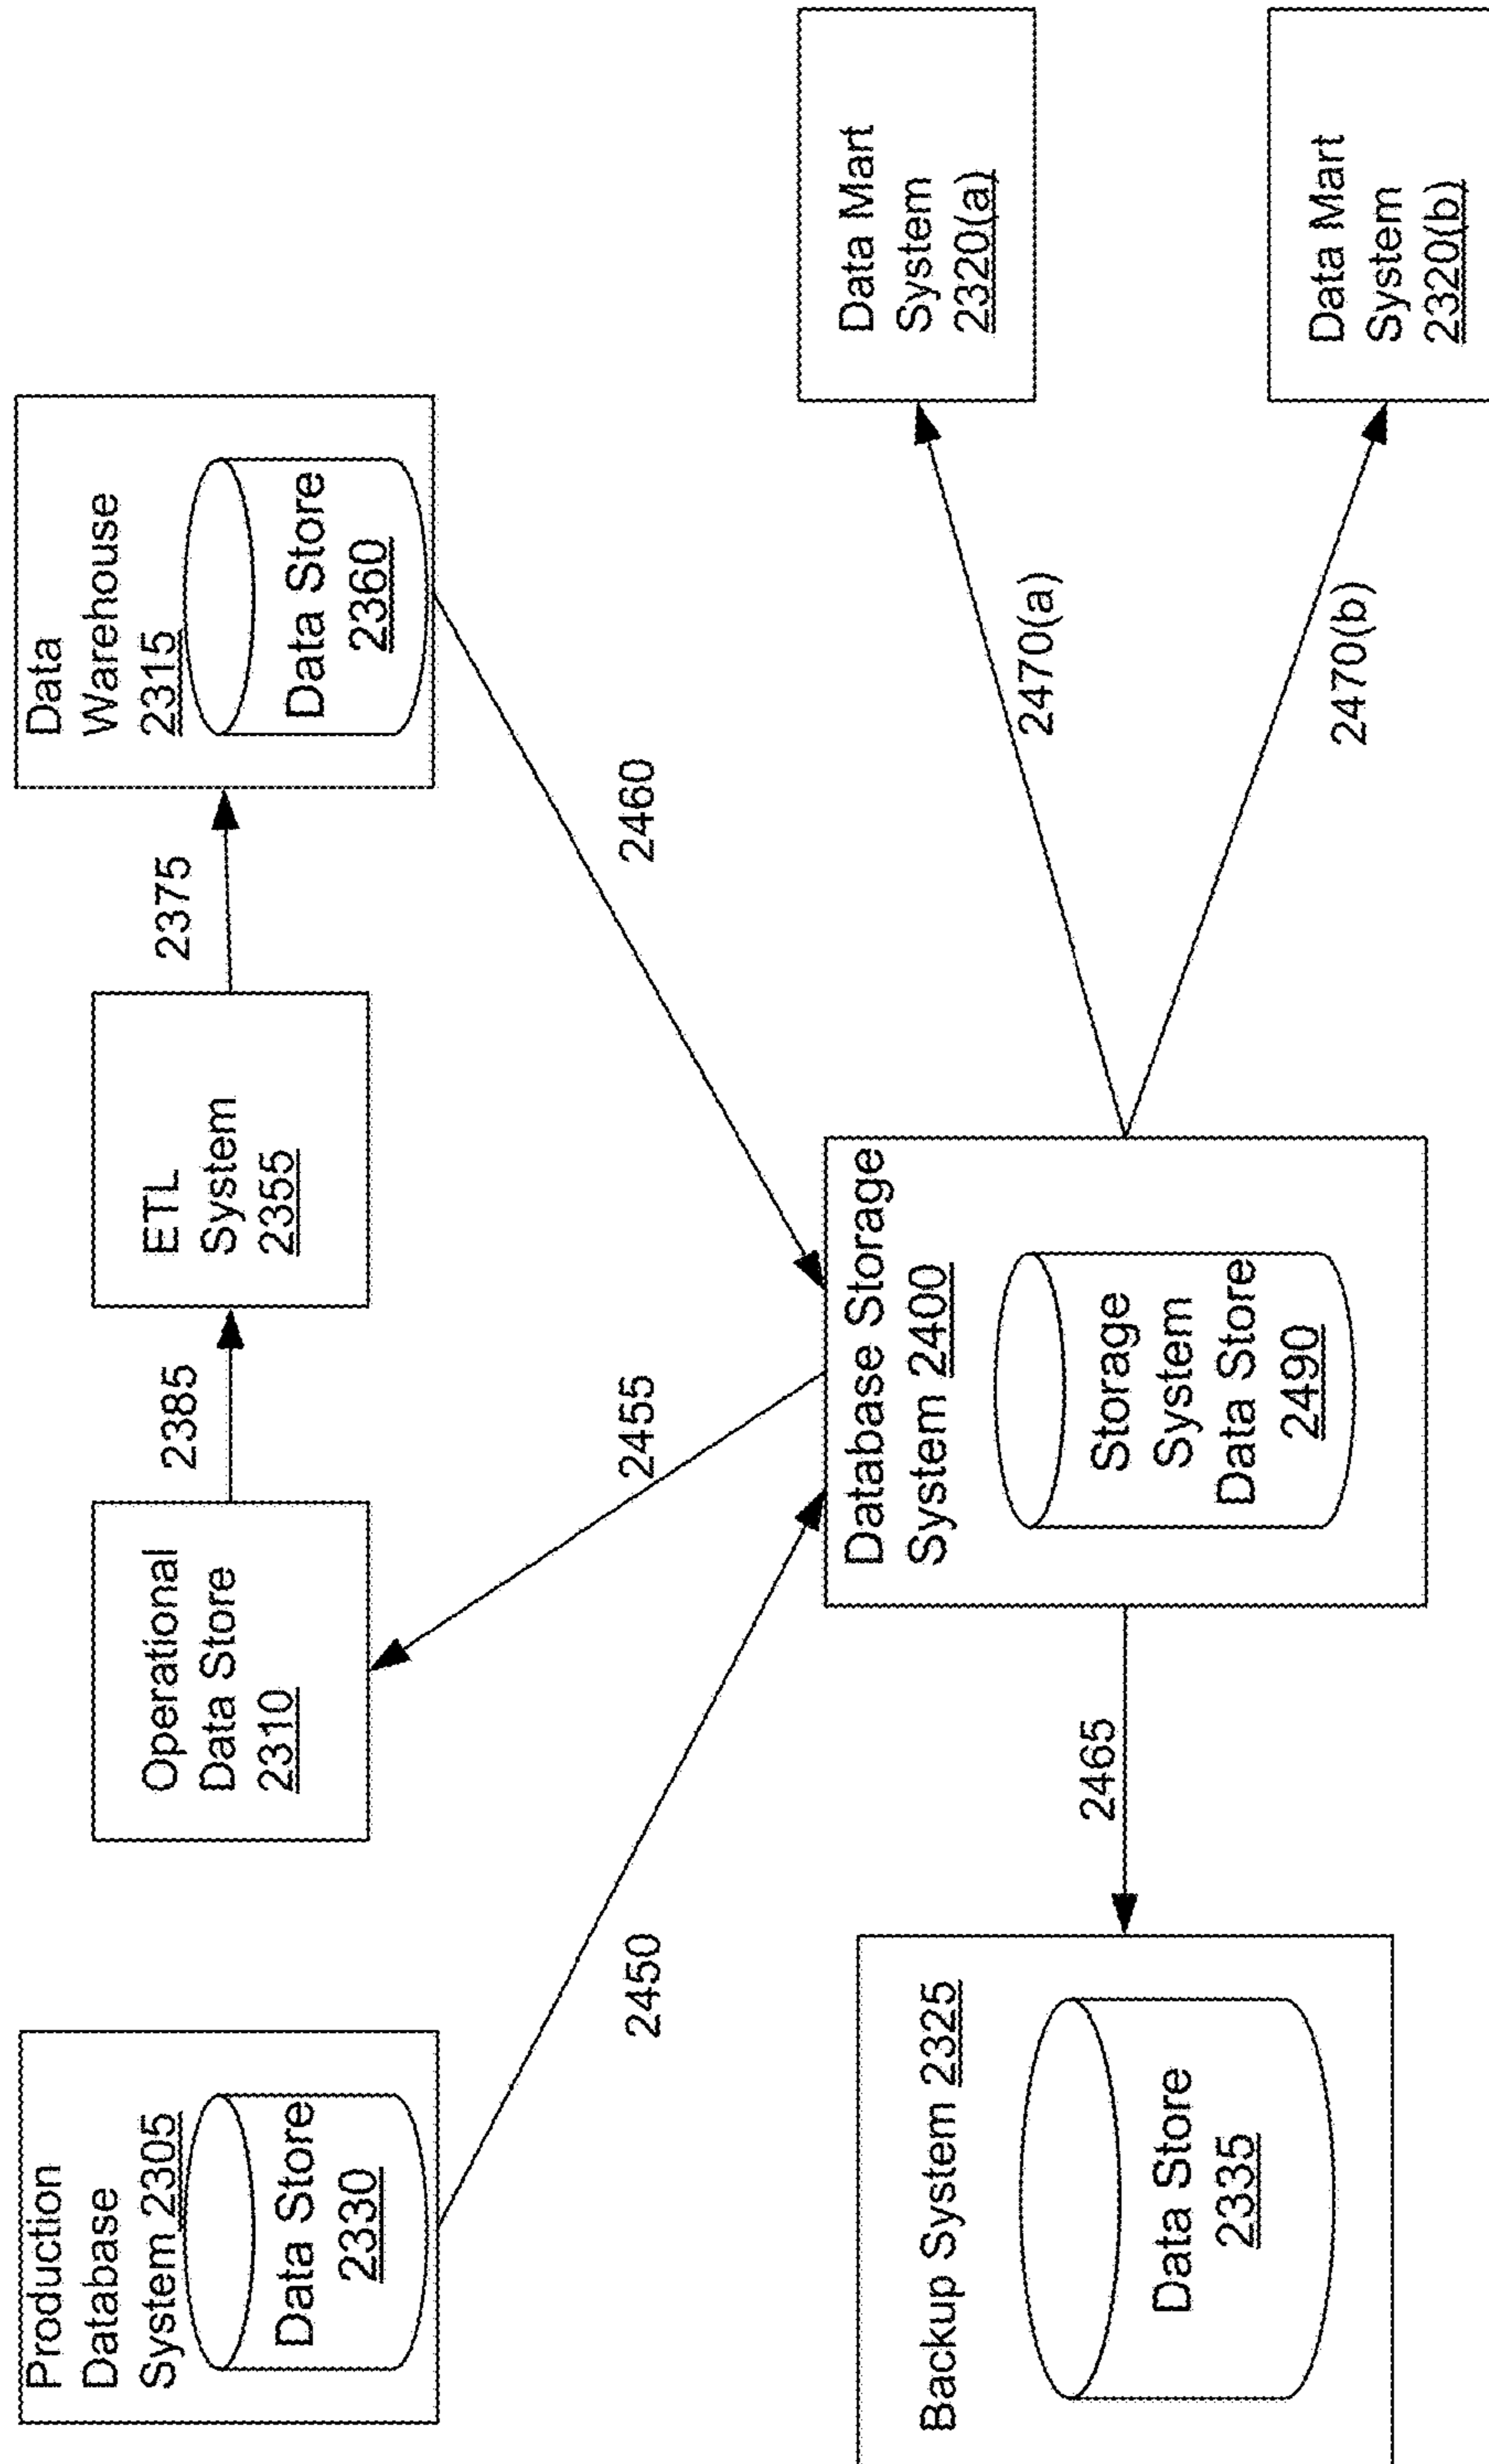 Production
Database
System 2305
Data Store
2330
Operational
Data Store
2310
2385
ETL
System
2355
2375
Data
Warehouse
2315
Data Store
2360
2450
2455
2460
Backup System 2325
Data Store
2335
2465
Database Storage
System 2400
Storage
System
Data Store
2490
2470(a)
2470(b)
Data Mart
System
2320(a)
Data Mart
System
2320(b)